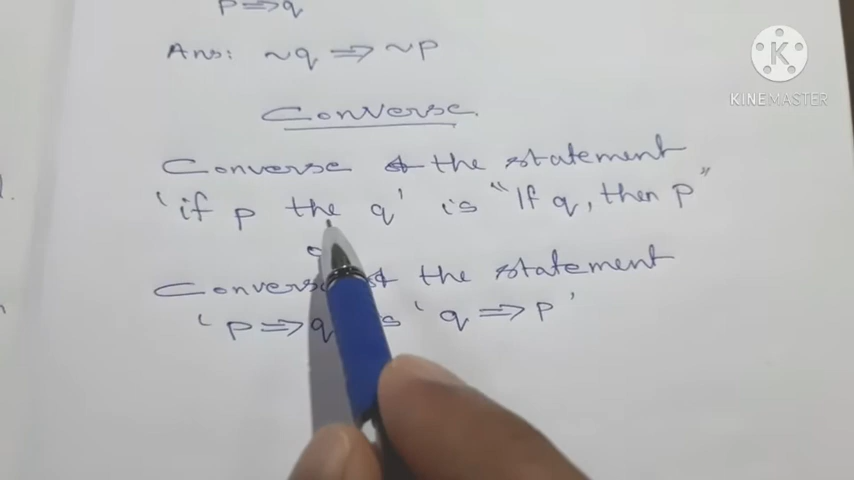 p⇒q
Ans: ~q ⇒ ~p
Converse
Converse of the statement
'if p the q' is "If q, then p"
Converse of the statement
'p⇒q is 'q⇒p'
K
KINEMASTER